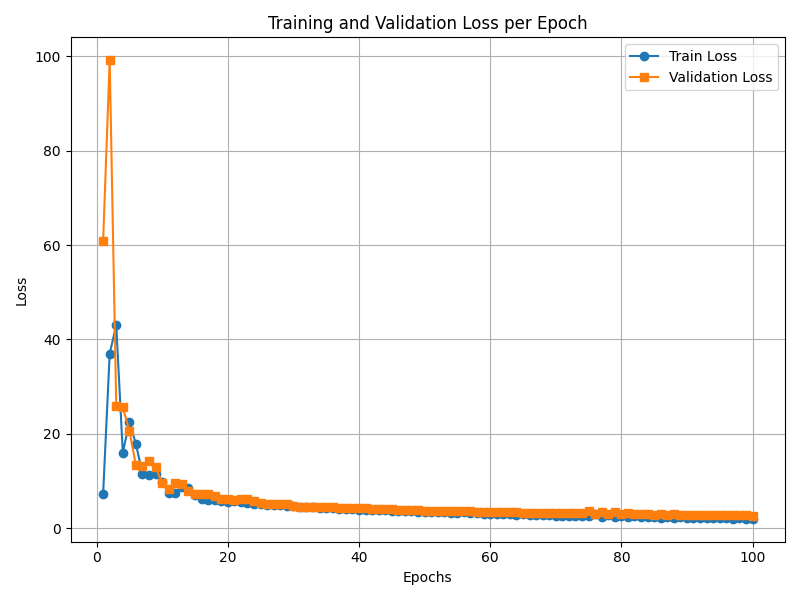 Training and Validation Loss per Epoch
Train Loss
Validation Loss
100
80
60
40
20
0
Loss
0
20
40
60
80
100
Epochs